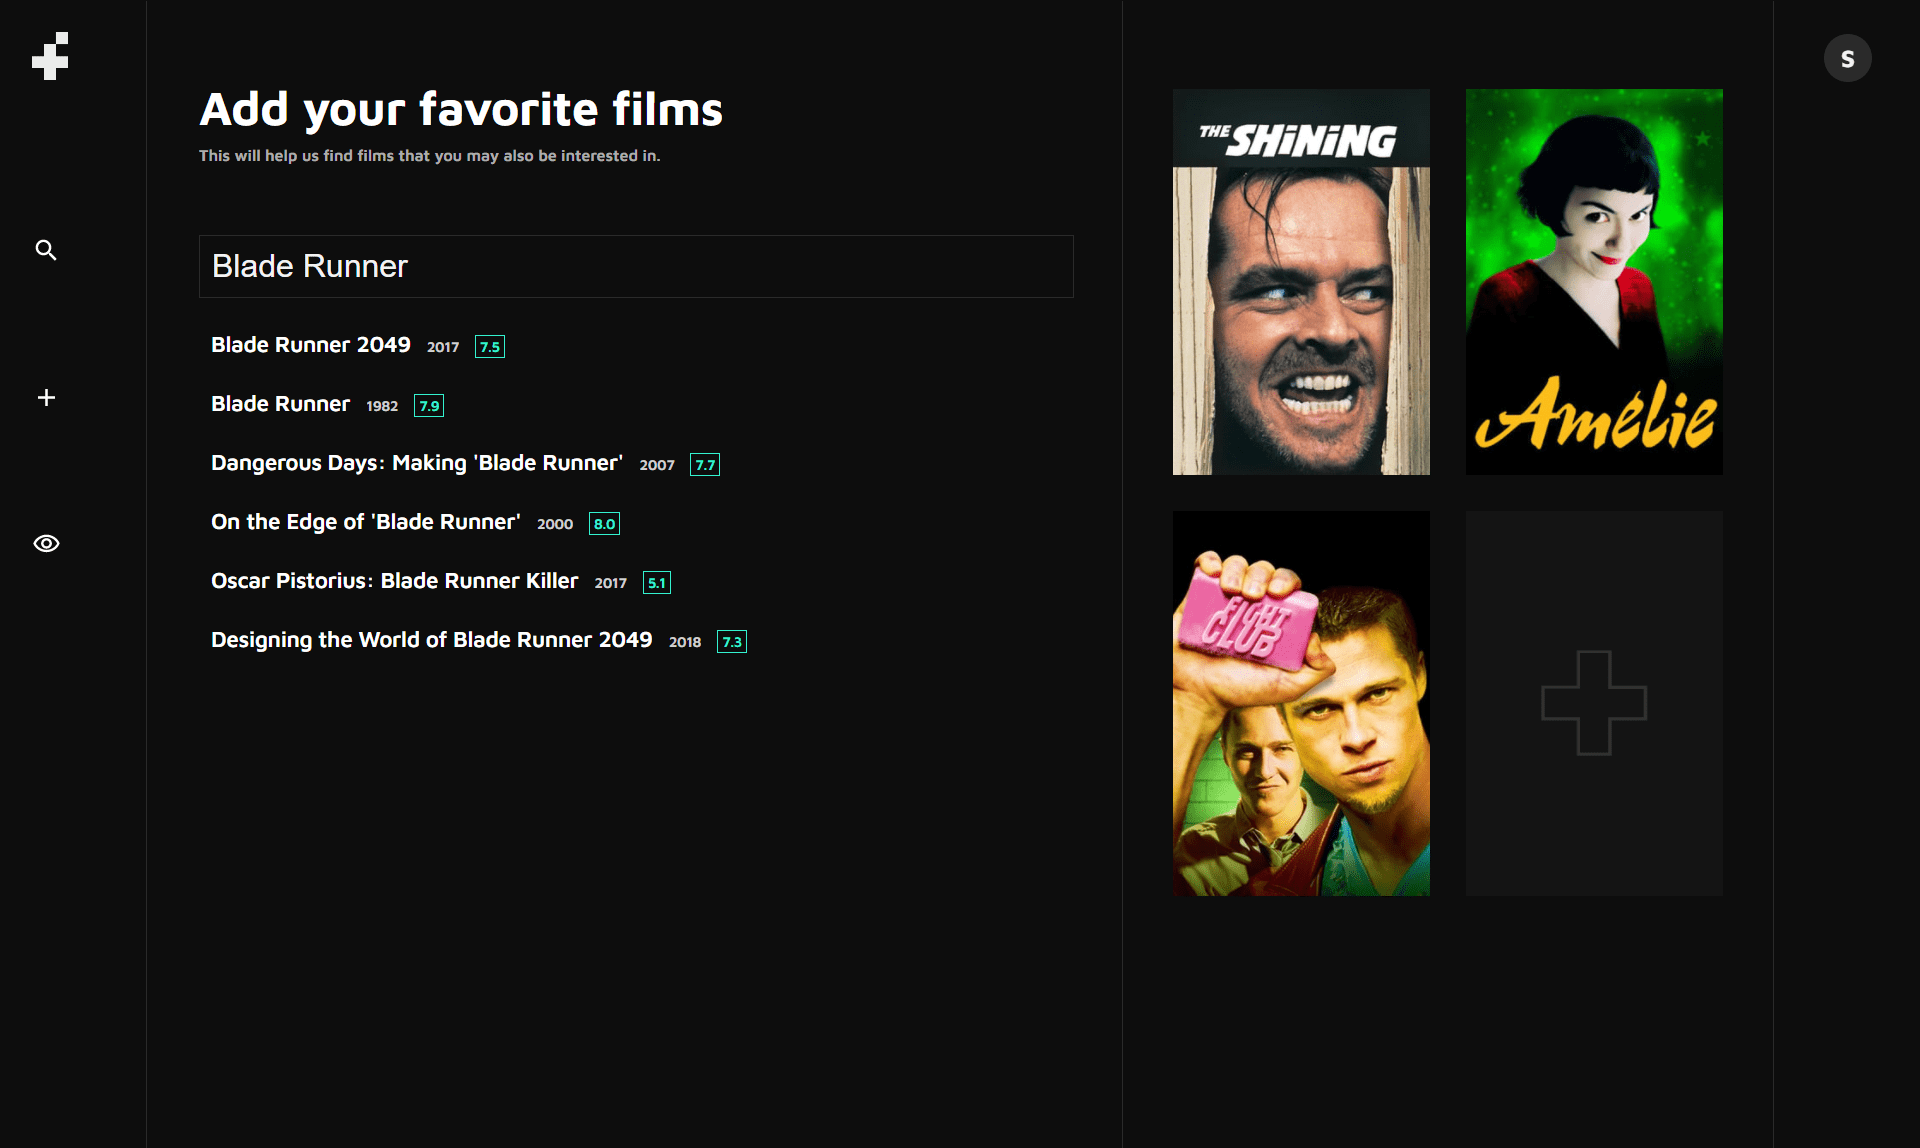 S
Add your favorite films
This will help us find films that you may also be interested in.
Blade Runner
Blade Runner 2049 2017 7.5
Blade Runner 1982 7.9
Dangerous Days: Making 'Blade Runner' 2007 7.7
On the Edge of 'Blade Runner' 2000 8.0
Oscar Pistorius: Blade Runner Killer 2017 5.1
Designing the World of Blade Runner 2049 2018 7.3
THE SHiNiNG
Amélie
FIGHT
CLUB